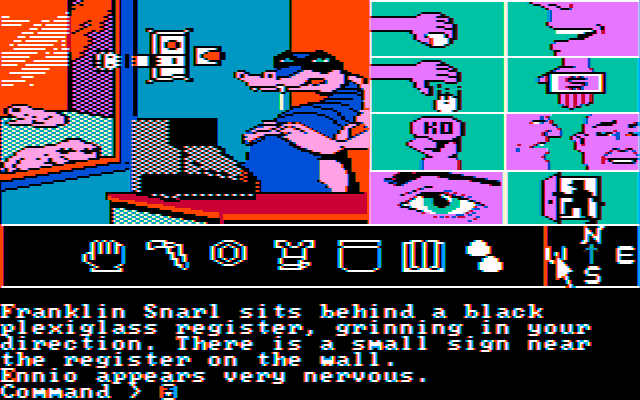 $
KO
N
W E
S
Franklin Snarl sits behind a black
plexiglass register, grinning in your
direction. There is a small sign near
the register on the wall.
Ennio appears very nervous.
Command >